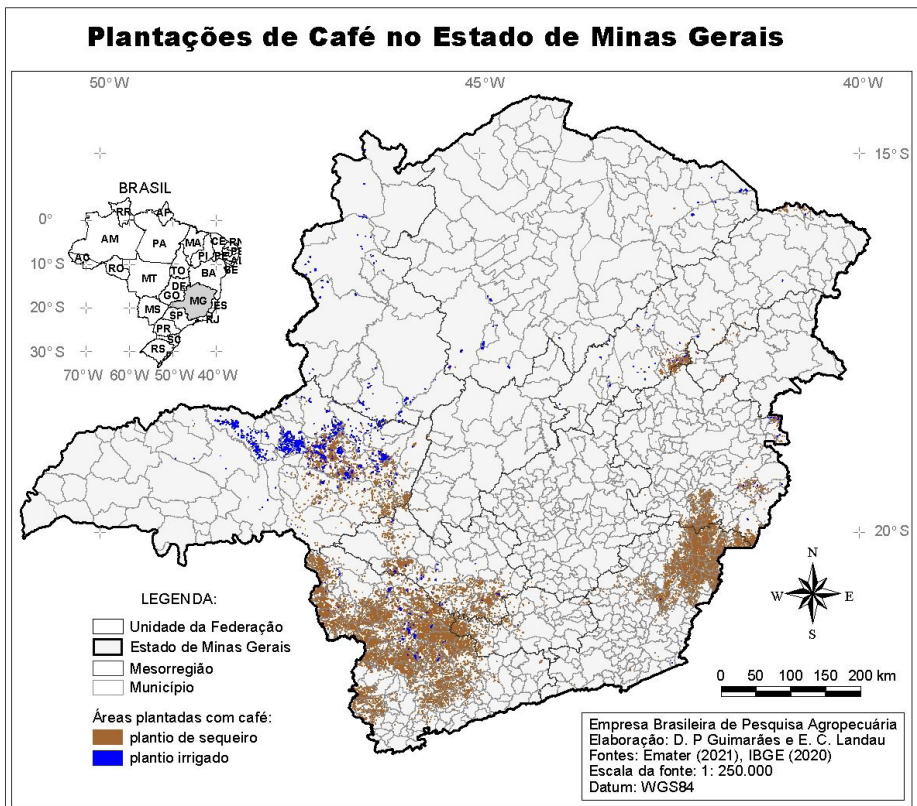 Plantações de Café no Estado de Minas Gerais
50°W
45°W
40°W
15°S
20°S
BRASIL
0°
10°S
20°S
30°S
70°W 60°W 50°W 40°W
RR
AP
AM
PA
MA
CE
RN
PI
PE
PB
AL
SE
AC
RO
TO
BA
MT
DF
GO
MG
ES
MS
SP
RJ
PR
SC
RS
N
W
E
S
LEGENDA:
Unidade da Federação
Estado de Minas Gerais
Mesorregião
Município
Áreas plantadas com café:
plantio de sequeiro
plantio irrigado
0 50 100 150 200 km
Empresa Brasileira de Pesquisa Agropecuária
Elaboração: D. P Guimarães e E. C. Landau
Fontes: Emater (2021), IBGE (2020)
Escala da fonte: 1: 250.000
Datum: WGS84